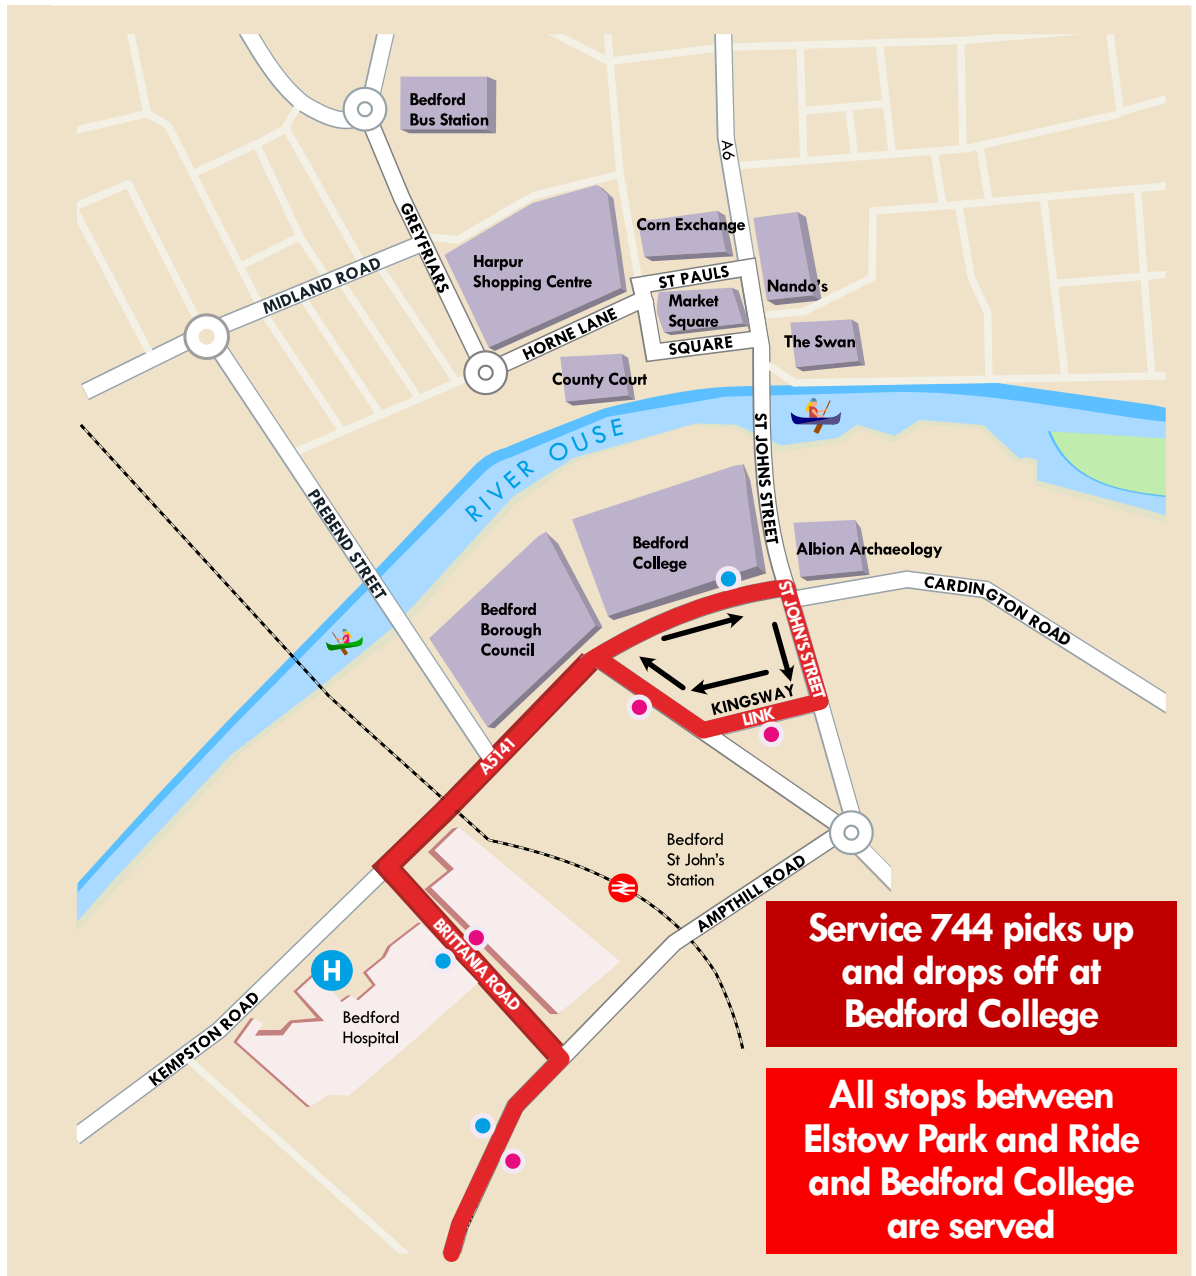 Bedford
Bus Station
A6
GREYFRIARS
Corn Exchange
MIDLAND ROAD
Harpur
Shopping Centre
ST PAULS
Nando's
Market
Square
HORNE LANE
SQUARE
The Swan
County Court
RIVER OUSE
ST JOHNS STREET
PREBEND STREET
Bedford
College
Albion Archaeology
CARDINGTON ROAD
Bedford
Borough
Council
ST JOHN'S STREET
KINGSWAY
LINK
A5141
Bedford
St John's
Station
AMPTHILL ROAD
BRITTANIA ROAD
H
KEMPSTON ROAD
Bedford
Hospital
Service 744 picks up
and drops off at
Bedford College
All stops between
Elstow Park and Ride
and Bedford College
are served